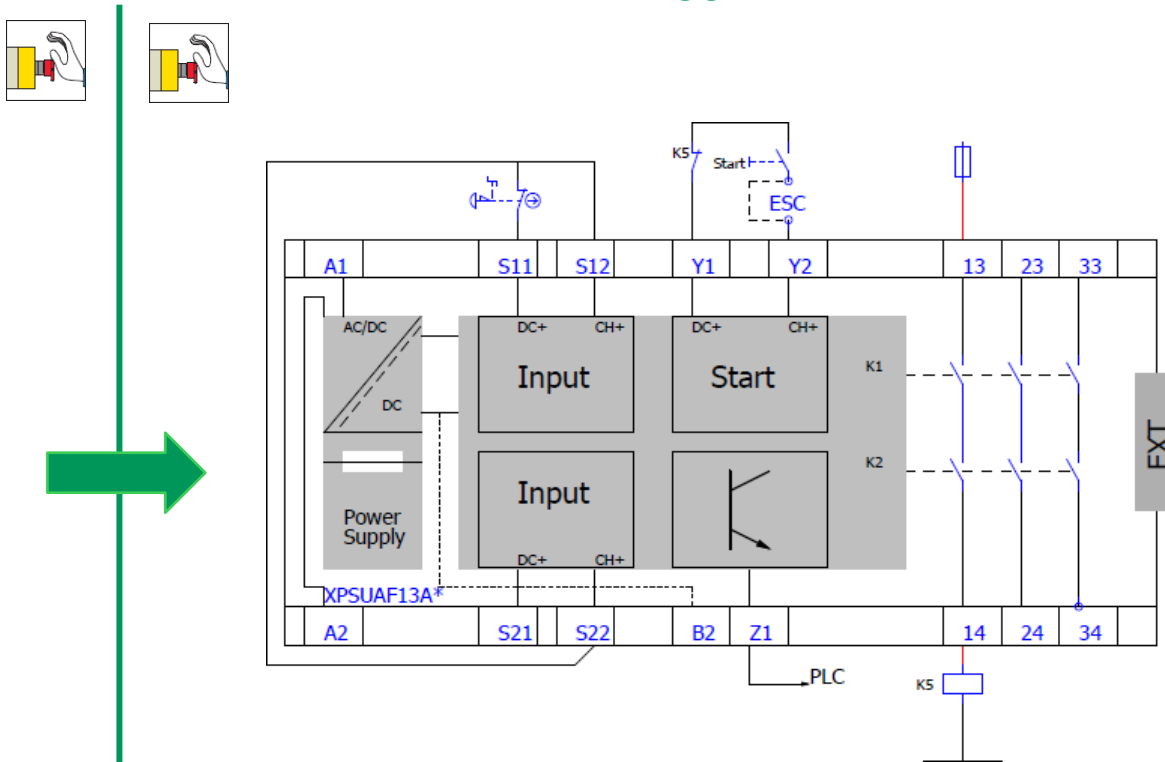 K5
Start
ESC
A1
S11
S12
Y1
Y2
13
23
33
AC/DC
DC
DC+
CH+
Input
DC+
CH+
Start
K1
K2
EXT
Input
DC+
CH+
Power
Supply
XPSUAF13A*
A2
S21
S22
B2
Z1
14
24
34
PLC
K5